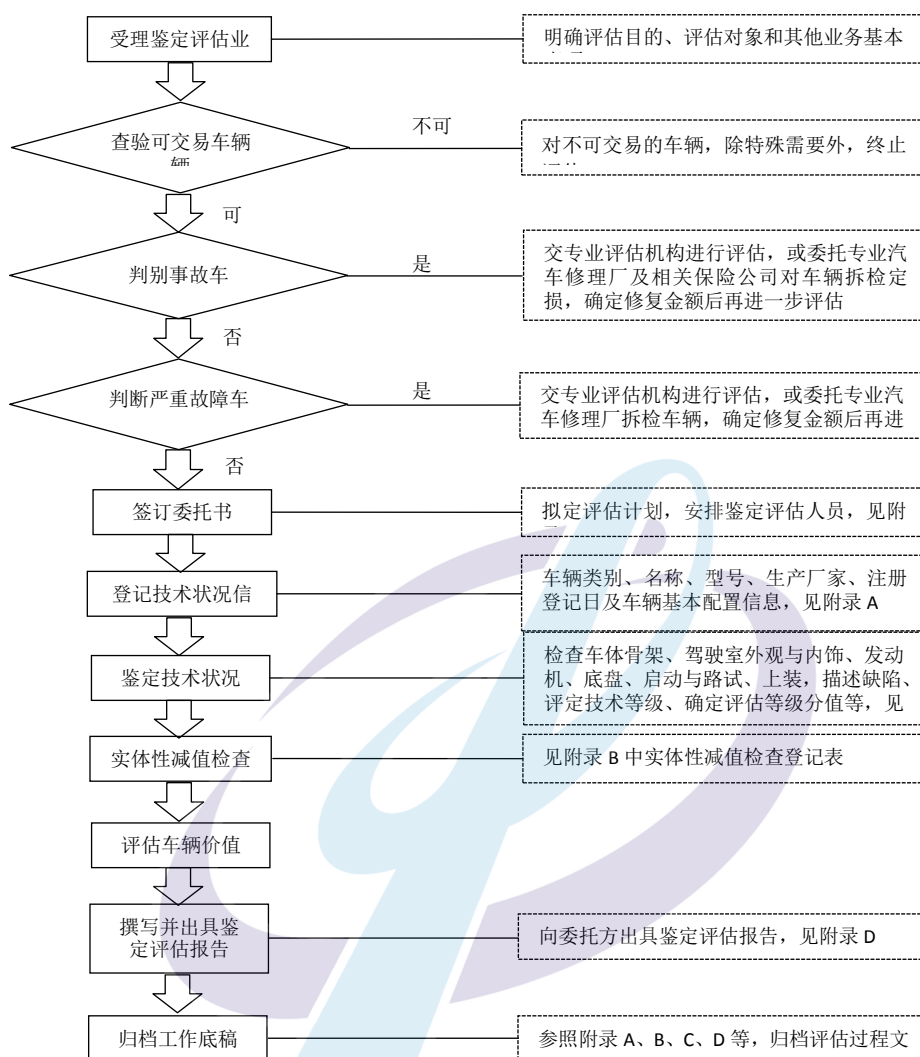 受理鉴定评估业
明确评估目的、评估对象和其他业务基本
查验可交易车辆
不可
对不可交易的车辆，除特殊需要外，终止
可
判别事故车
是
交专业评估机构进行评估，或委托专业汽
车修理厂及相关保险公司对车辆拆检定
损，确定修复金额后再进一步评估
否
判断严重故障车
是
交专业评估机构进行评估，或委托专业汽
车修理厂拆检车辆，确定修复金额后再进
否
签订委托书
拟定评估计划，安排鉴定评估人员，见附
登记技术状况信
车辆类别、名称、型号、生产厂家、注册
登记日及车辆基本配置信息，见附录 A
鉴定技术状况
检查车体骨架、驾驶室外观与内饰、发动
机、底盘、启动与路试、上装，描述缺陷、
评定技术等级、确定评估等级分值等，见
实体性减值检查
见附录 B 中实体性减值检查登记表
评估车辆价值
撰写并出具鉴
定评估报告
向委托方出具鉴定评估报告，见附录 D
归档工作底稿
参照附录 A、B、C、D 等，归档评估过程文